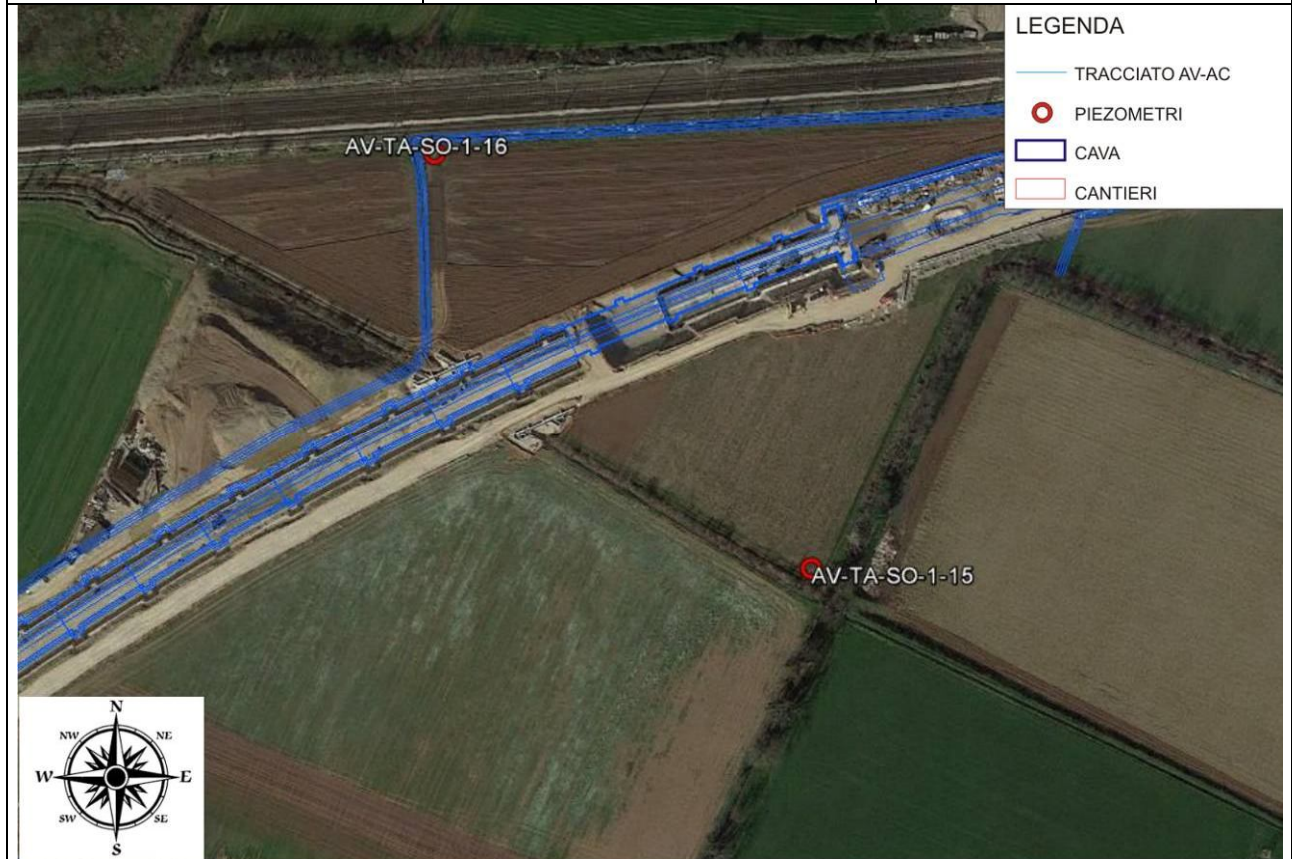 LEGENDA
TRACCIATO AV-AC
PIEZOMETRI
CAVA
CANTIERI
AV-TA-SO-1-16
AV-TA-SO-1-15
N
NW
NE
W
E
SW
SE
S